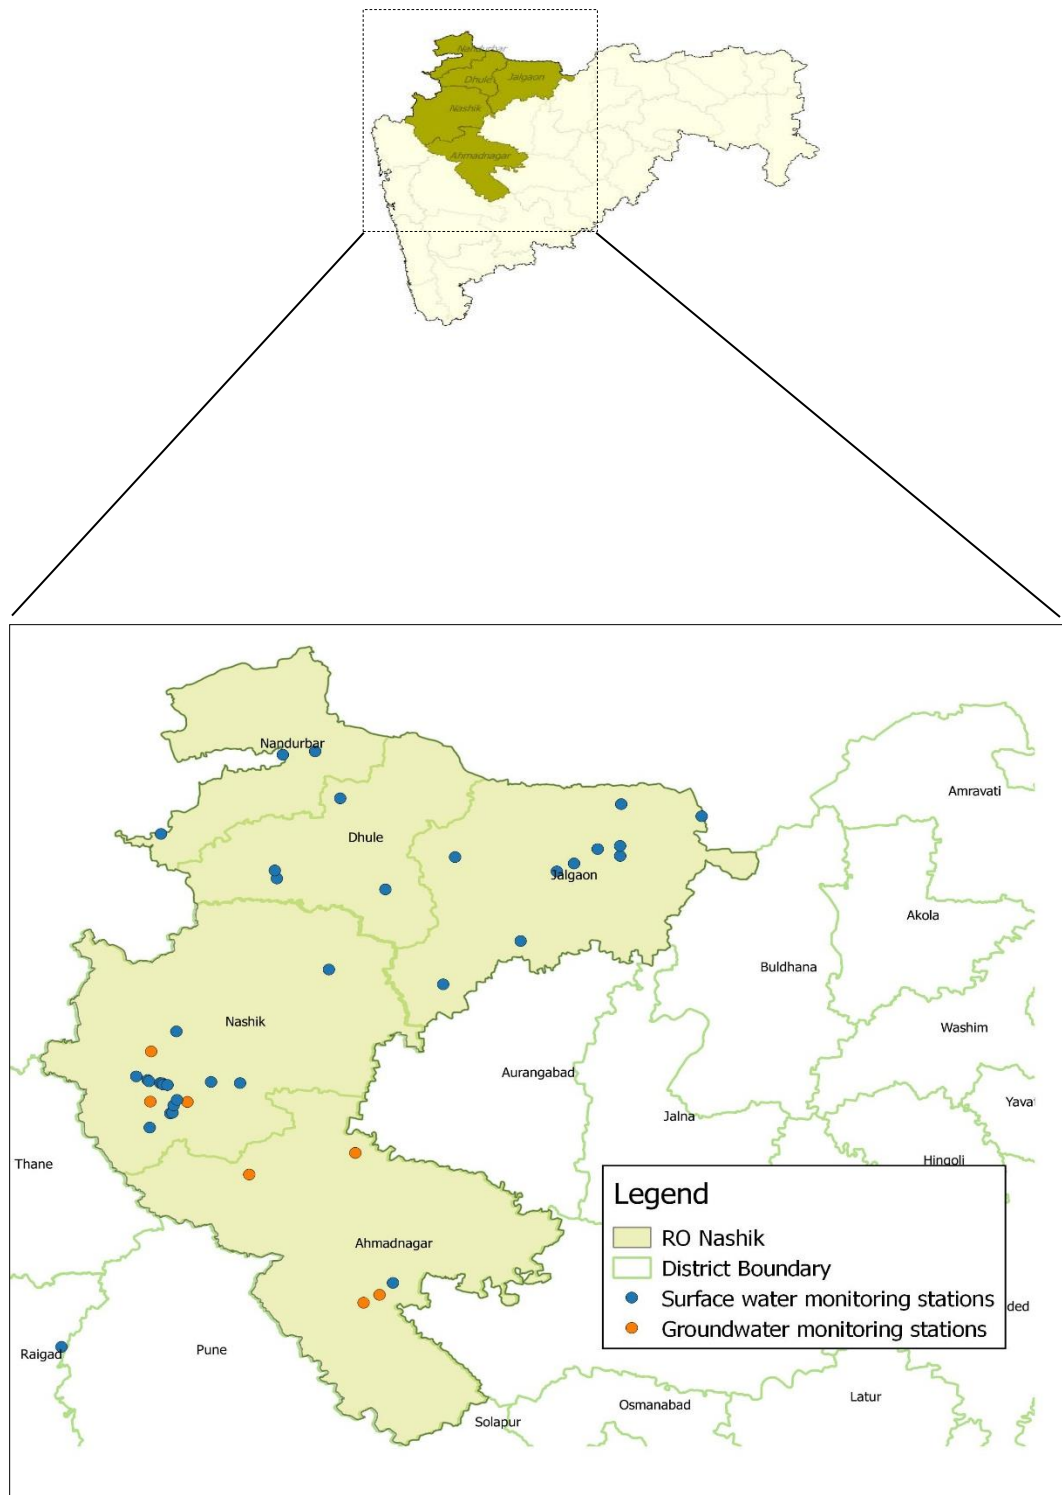 Nandurbar
Dhule
Jalgaon
Nashik
Ahmadnagar
Nandurbar
Amravati
Dhule
Jalgaon
Akola
Buldhana
Nashik
Washim
Aurangabad
Yava
Jalna
Thane
Hingoli
Legend
RO Nashik
Ahmadnagar
District Boundary
Surface water monitoring stations
ded
Groundwater monitoring stations
Raigad
Pune
Latur
Osmanabad
Solapur